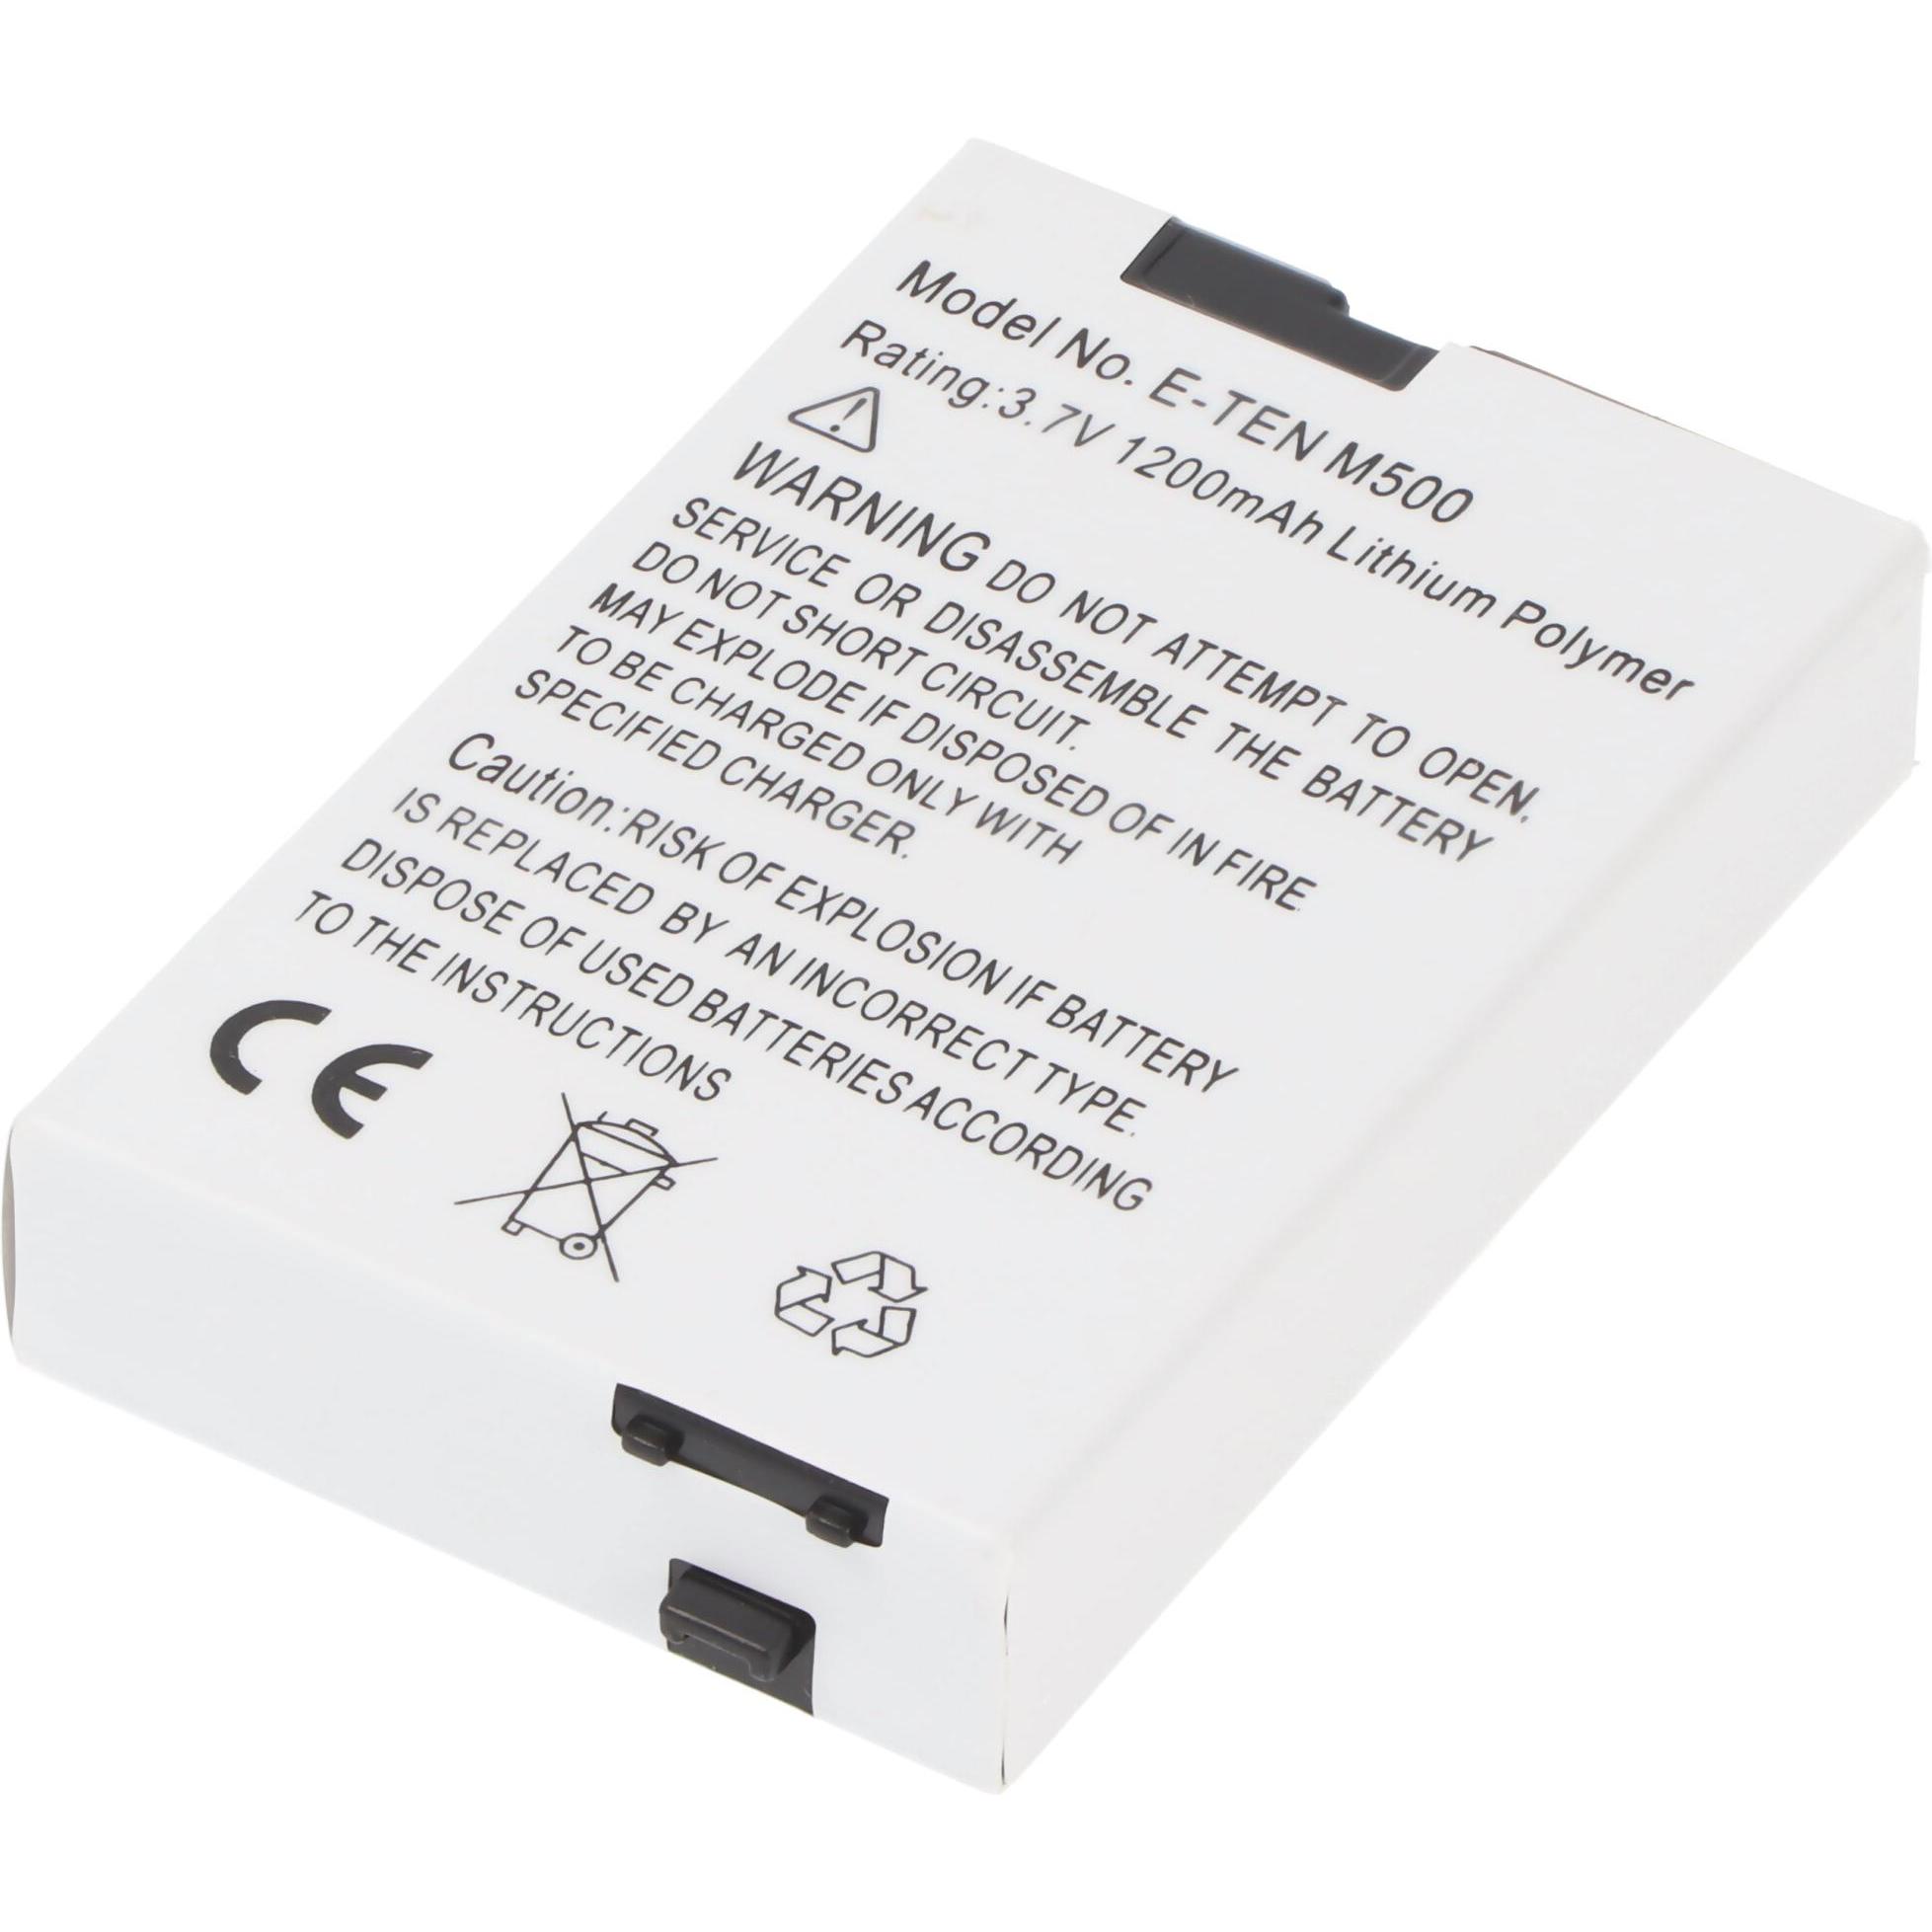 Model No. E-TEN M500
Rating:3.7V 1200mAh Lithium Polymer
WARNING DO NOT ATTEMPT TO OPEN,
SERVICE OR DISASSEMBLE THE BATTERY
DO NOT SHORT CIRCUIT.
MAY EXPLODE IF DISPOSED OF IN FIRE
TO BE CHARGED ONLY WITH
SPECIFIED CHARGER.
Caution:RISK OF EXPLOSION IF BATTERY
IS REPLACED BY AN INCORRECT TYPE.
DISPOSE OF USED BATTERIES ACCORDING
TO THE INSTRUCTIONS
CE